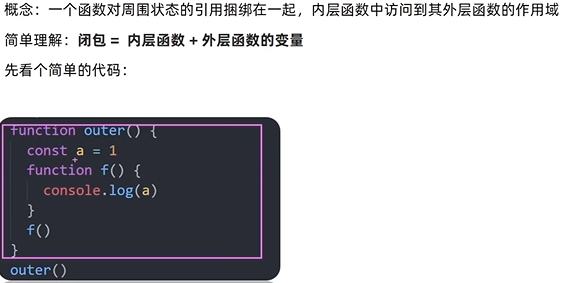 概念：一个函数对周围状态的引用捆绑在一起，内层函数中访问到其外层函数的作用域
简单理解：闭包 = 内层函数 + 外层函数的变量
先看个简单的代码：
function outer() {
  const a = 1
  function f() {
    console.log(a)
  }
  f()
}
outer()